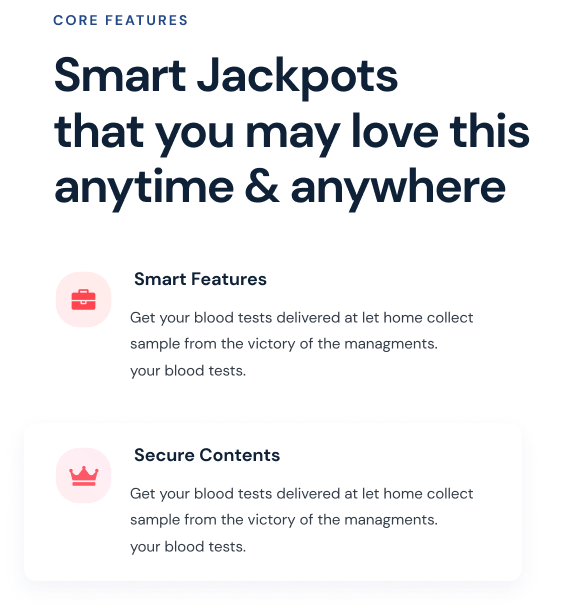 CORE FEATURES
Smart Jackpots
that you may love this
anytime & anywhere
Smart Features
Get your blood tests delivered at let home collect
sample from the victory of the managments.
your blood tests.
Secure Contents
Get your blood tests delivered at let home collect
sample from the victory of the managments.
your blood tests.